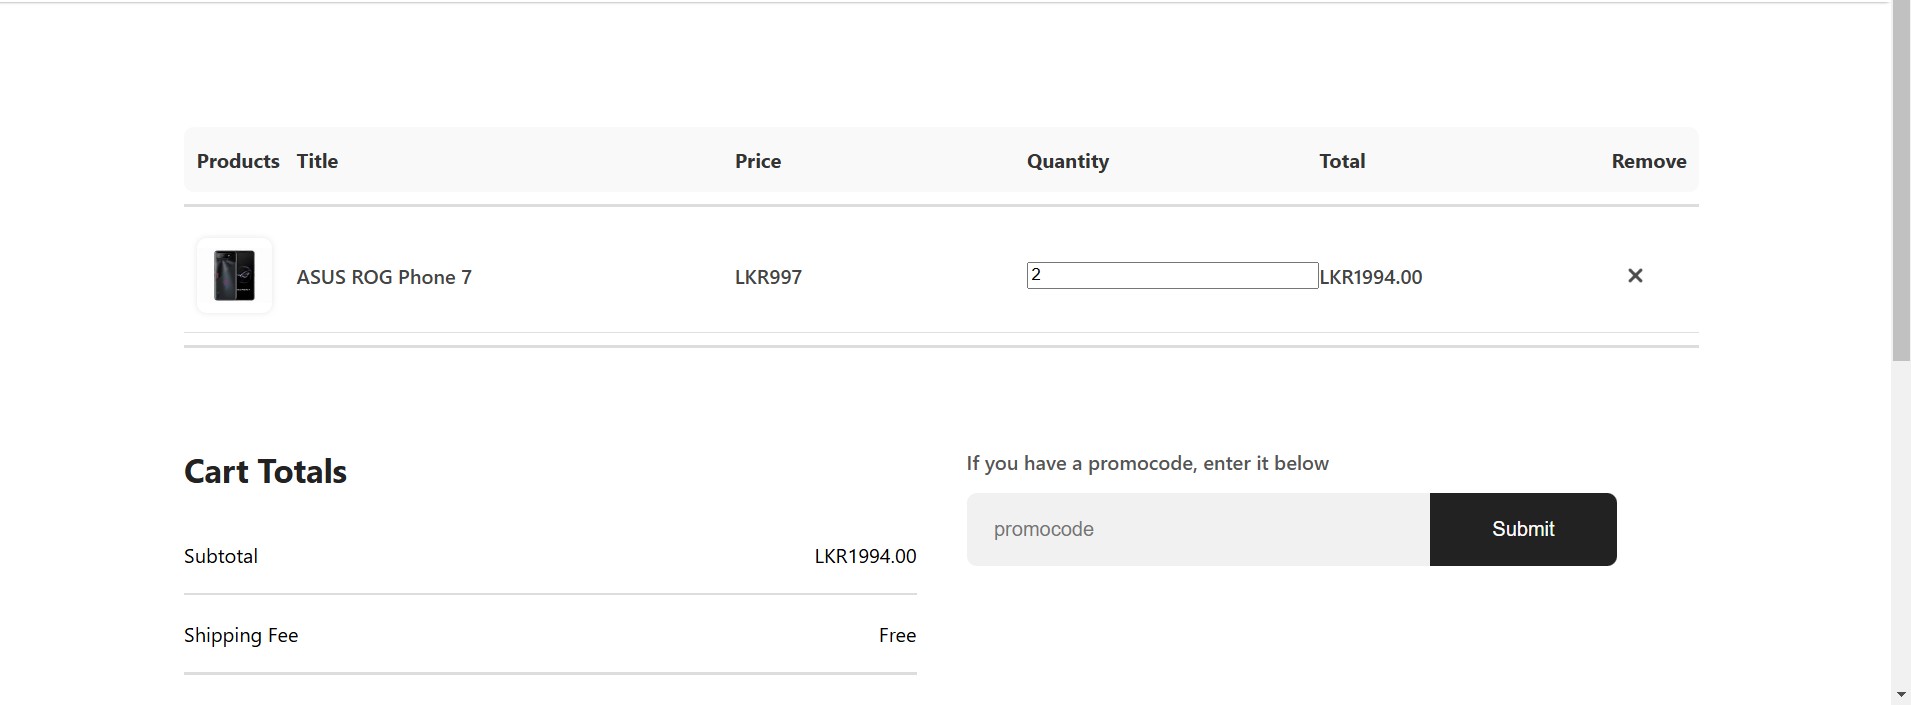 Products Title Price Quantity Total Remove
ASUS ROG Phone 7 LKR997 2 LKR1994.00 ✕
Cart Totals
If you have a promocode, enter it below
promocode Submit
Subtotal LKR1994.00
Shipping Fee Free